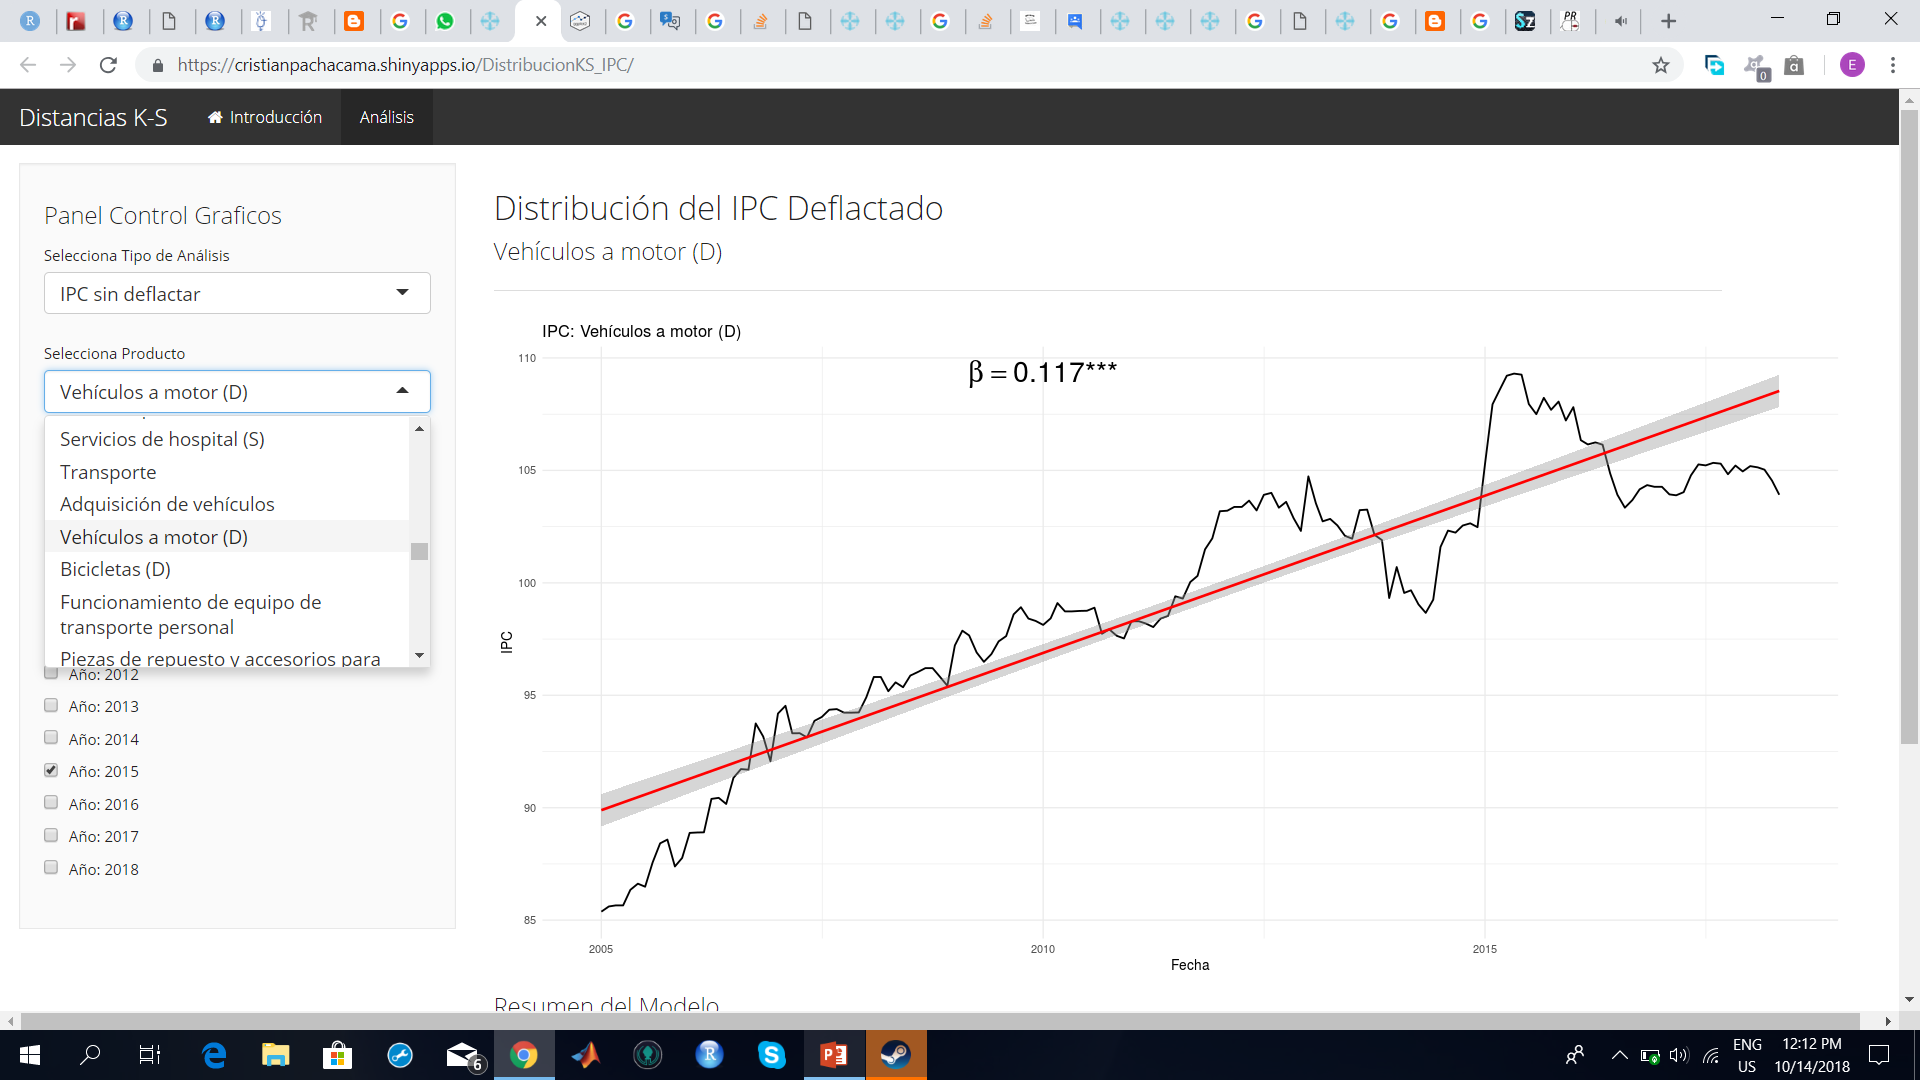 https://cristianpachacama.shinyapps.io/DistribucionKS_IPC/
0
E
Distancias K-S
Introducción
Análisis
Panel Control Graficos
Selecciona Tipo de Análisis
IPC sin deflactar
Selecciona Producto
Vehículos a motor (D)
Servicios de hospital (S)
Transporte
Adquisición de vehículos
Vehículos a motor (D)
Bicicletas (D)
Funcionamiento de equipo de
transporte personal
Piezas de repuesto y accesorios para
Año: 2012
Año: 2013
Año: 2014
Año: 2015
Año: 2016
Año: 2017
Año: 2018
Distribución del IPC Deflactado
Vehículos a motor (D)
IPC: Vehículos a motor (D)
β = 0.117***
110
105
100
95
90
85
IPC
2005
2010
2015
Fecha
Resumen del Modelo
6
ENG
US
12:12 PM
10/14/2018